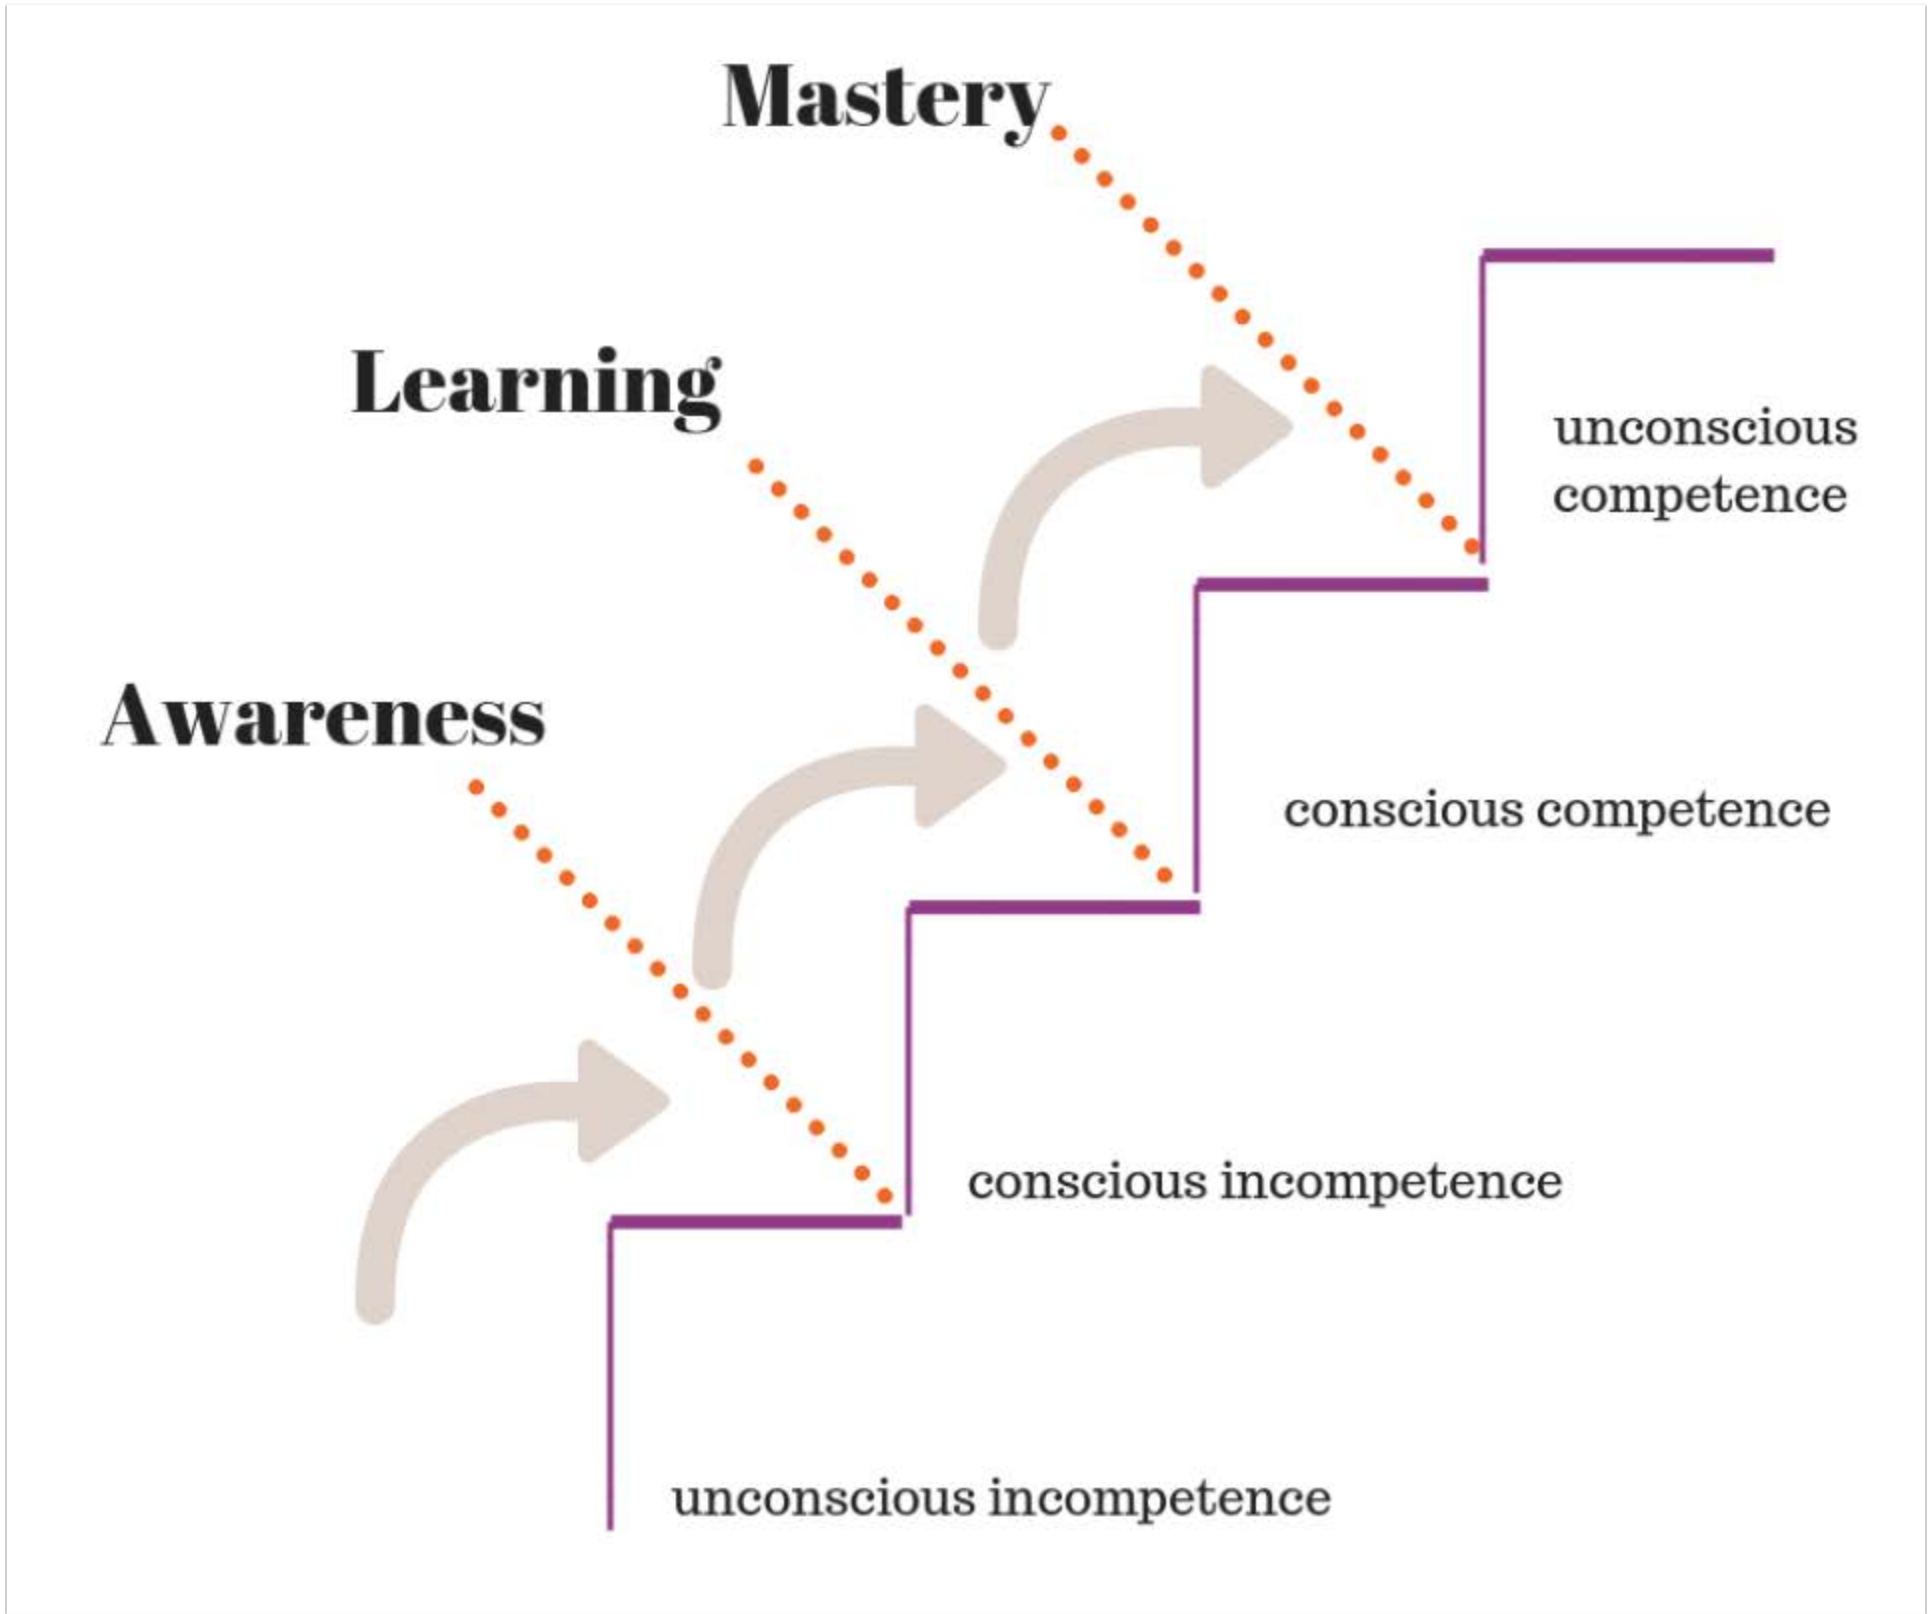 Mastery
Learning
unconscious
competence
Awareness
conscious competence
conscious incompetence
unconscious incompetence